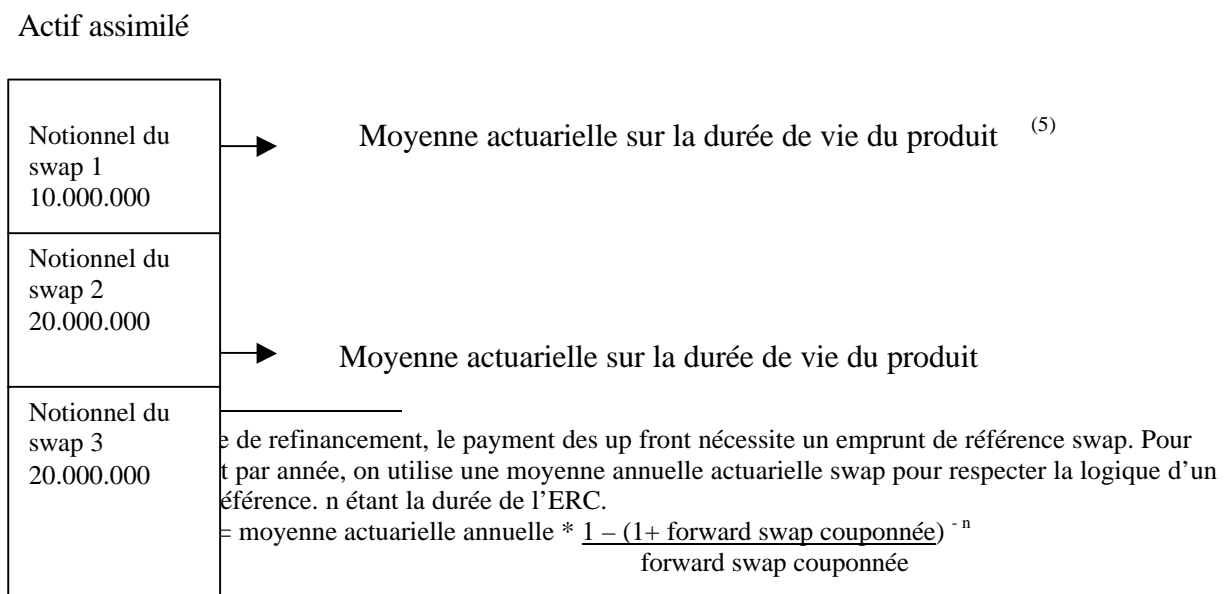 Actif assimilé
Notionnel du
swap 1
10.000.000
Moyenne actuarielle sur la durée de vie du produit (5)
Notionnel du
swap 2
20.000.000
Moyenne actuarielle sur la durée de vie du produit
Notionnel du
swap 3
20.000.000
de refinancement, le payment des up front nécessite un emprunt de référence swap. Pour
par année, on utilise une moyenne annuelle actuarielle swap pour respecter la logique d'un
n étant la durée de l'ERC.
= moyenne actuarielle annuelle * 1 – (1+ forward swap couponnée) - n
forward swap couponnée